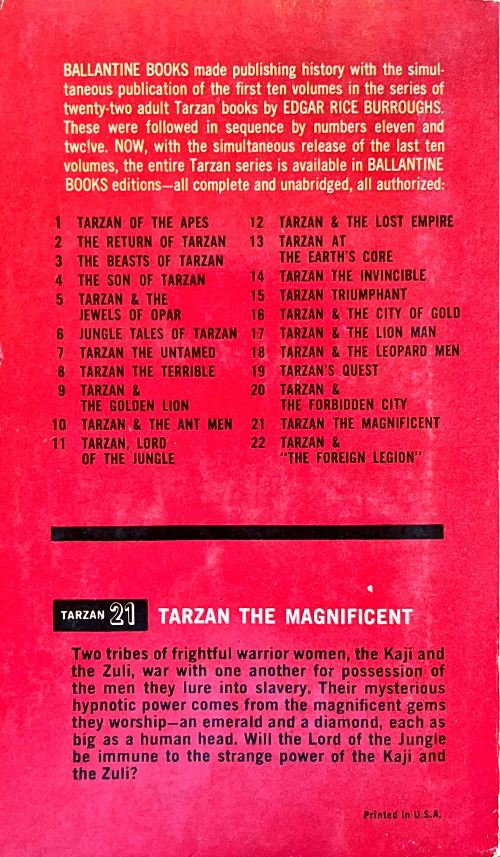 BALLANTINE BOOKS made publishing history with the simul-
taneous publication of the first ten volumes in the series of
twenty-two adult Tarzan books by EDGAR RICE BURROUGHS.
These were followed in sequence by numbers eleven and
twelve. NOW, with the simultaneous release of the last ten
volumes, the entire Tarzan series is available in BALLANTINE
BOOKS editions—all complete and unabridged, all authorized:
1 TARZAN OF THE APES
2 THE RETURN OF TARZAN
3 THE BEASTS OF TARZAN
4 THE SON OF TARZAN
5 TARZAN & THE
JEWELS OF OPAR
6 JUNGLE TALES OF TARZAN
7 TARZAN THE UNTAMED
8 TARZAN THE TERRIBLE
9 TARZAN &
THE GOLDEN LION
10 TARZAN & THE ANT MEN
11 TARZAN, LORD
OF THE JUNGLE
12 TARZAN & THE LOST EMPIRE
13 TARZAN AT
THE EARTH'S CORE
14 TARZAN THE INVINCIBLE
15 TARZAN TRIUMPHANT
16 TARZAN & THE CITY OF GOLD
17 TARZAN & THE LION MAN
18 TARZAN & THE LEOPARD MEN
19 TARZAN'S QUEST
20 TARZAN &
THE FORBIDDEN CITY
21 TARZAN THE MAGNIFICENT
22 TARZAN &
"THE FOREIGN LEGION"
TARZAN 21 TARZAN THE MAGNIFICENT
Two tribes of frightful warrior women, the Kaji and
the Zuli, war with one another for possession of
the men they lure into slavery. Their mysterious
hypnotic power comes from the magnificent gems
they worship—an emerald and a diamond, each as
big as a human head. Will the Lord of the Jungle
be immune to the strange power of the Kaji and
the Zuli?
Printed in U.S.A.